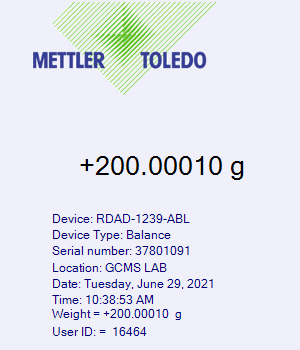 METTLER TOLEDO
+200.00010 g
Device: RDAD-1239-ABL
Device Type: Balance
Serial number: 37801091
Location: GCMS LAB
Date: Tuesday, June 29, 2021
Time: 10:38:53 AM
Weight = +200.00010  g
User ID: =  16464